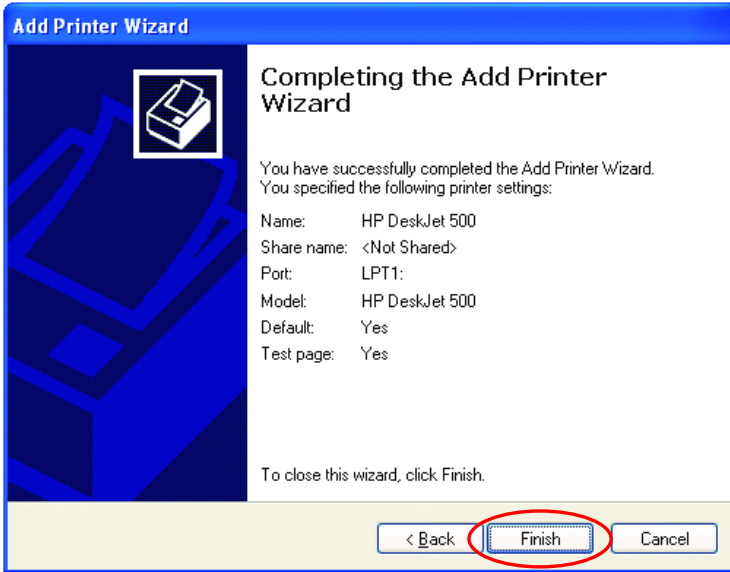 Add Printer Wizard
Completing the Add Printer
Wizard
You have successfully completed the Add Printer Wizard.
You specified the following printer settings:
Name: HP DeskJet 500
Share name: <Not Shared>
Port: LPT1:
Model: HP DeskJet 500
Default: Yes
Test page: Yes
To close this wizard, click Finish.
< Back Finish Cancel